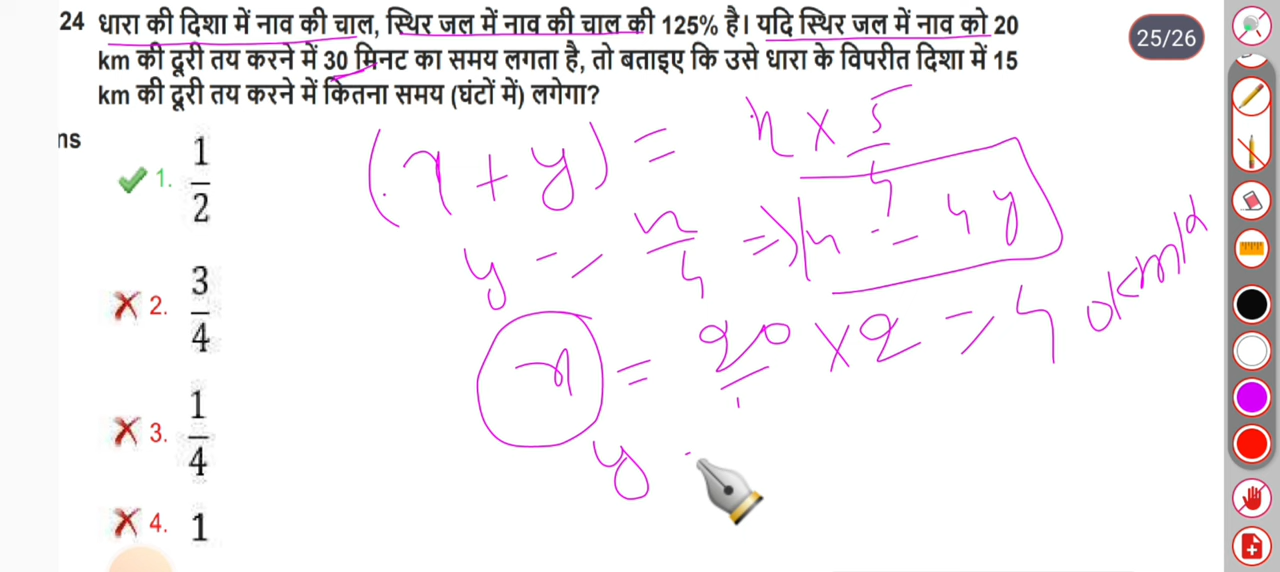 24 धारा की दिशा में नाव की चाल, स्थिर जल में नाव की चाल की 125% है। यदि स्थिर जल में नाव को 20
km की दूरी तय करने में 30 मिनट का समय लगता है, तो बताइए कि उसे धारा के विपरीत दिशा में 15
km की दूरी तय करने में कितना समय (घंटों में) लगेगा?
25/26
ns
1. 1/2
2. 3/4
3. 1/4
4. 1
(x + y) = x × 5/4
y = x/4 => x = 4y
x = 20/1 × 2 => 40km/h
y